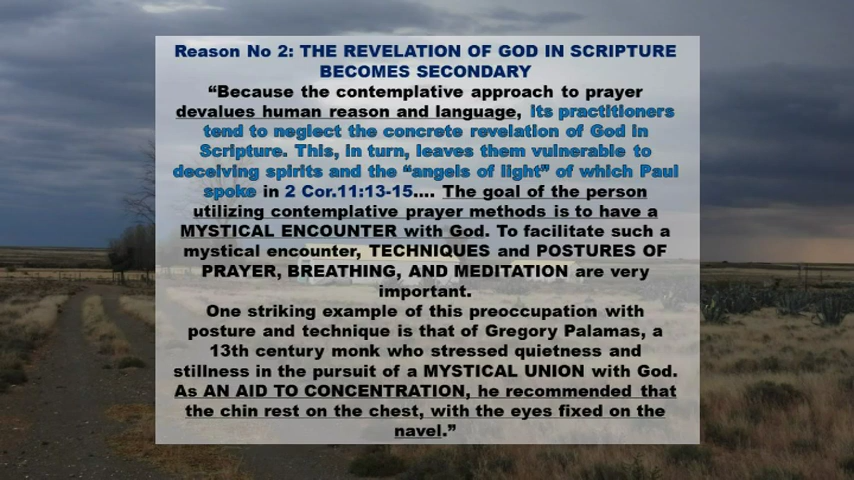 Reason No 2: THE REVELATION OF GOD IN SCRIPTURE
BECOMES SECONDARY
“Because the contemplative approach to prayer
devalues human reason and language, its practitioners
tend to neglect the concrete revelation of God in
Scripture. This, in turn, leaves them vulnerable to
deceiving spirits and the “angels of light” of which Paul
spoke in 2 Cor.11:13-15.... The goal of the person
utilizing contemplative prayer methods is to have a
MYSTICAL ENCOUNTER with God. To facilitate such a
mystical encounter, TECHNIQUES and POSTURES OF
PRAYER, BREATHING, AND MEDITATION are very
important.
One striking example of this preoccupation with
posture and technique is that of Gregory Palamas, a
13th century monk who stressed quietness and
stillness in the pursuit of a MYSTICAL UNION with God.
As AN AID TO CONCENTRATION, he recommended that
the chin rest on the chest, with the eyes fixed on the
navel.”